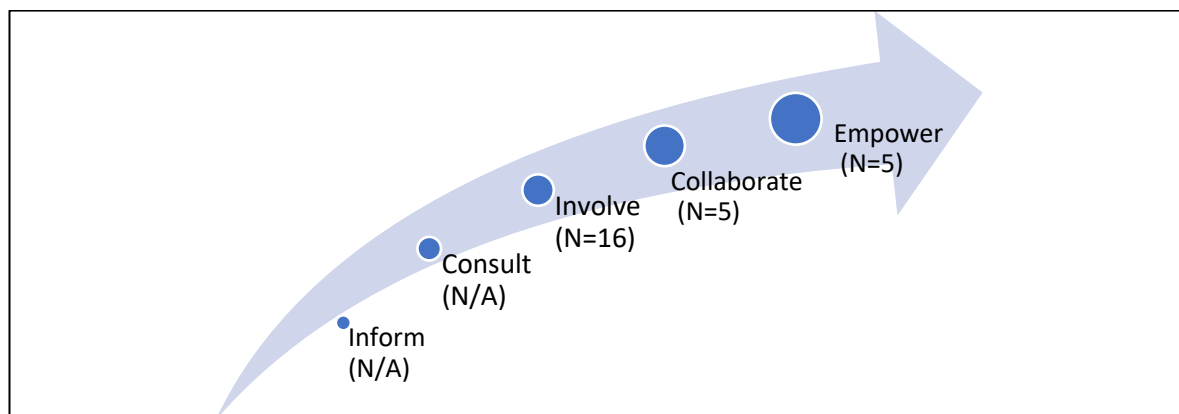 Empower
(N=5)
Collaborate
(N=5)
Involve
(N=16)
Consult
(N/A)
Inform
(N/A)